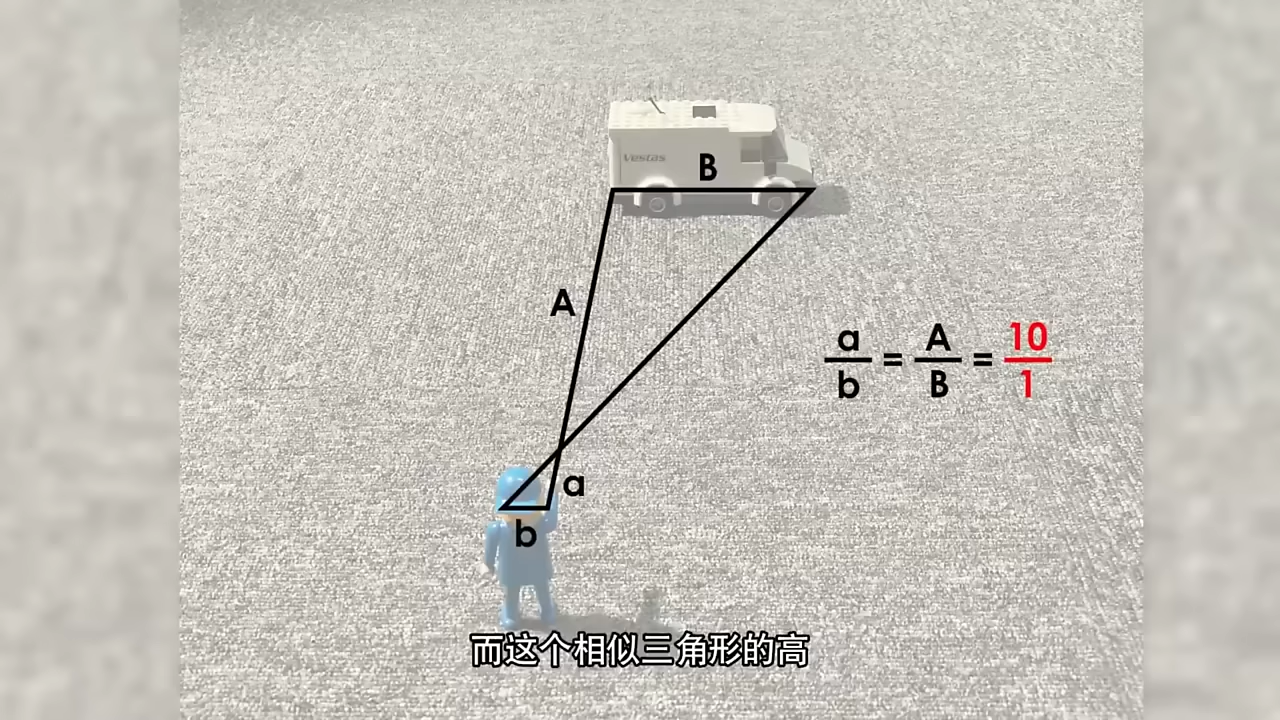 Vestas
B
A
a
b
a/b = A/B = 10/1
而这个相似三角形的高